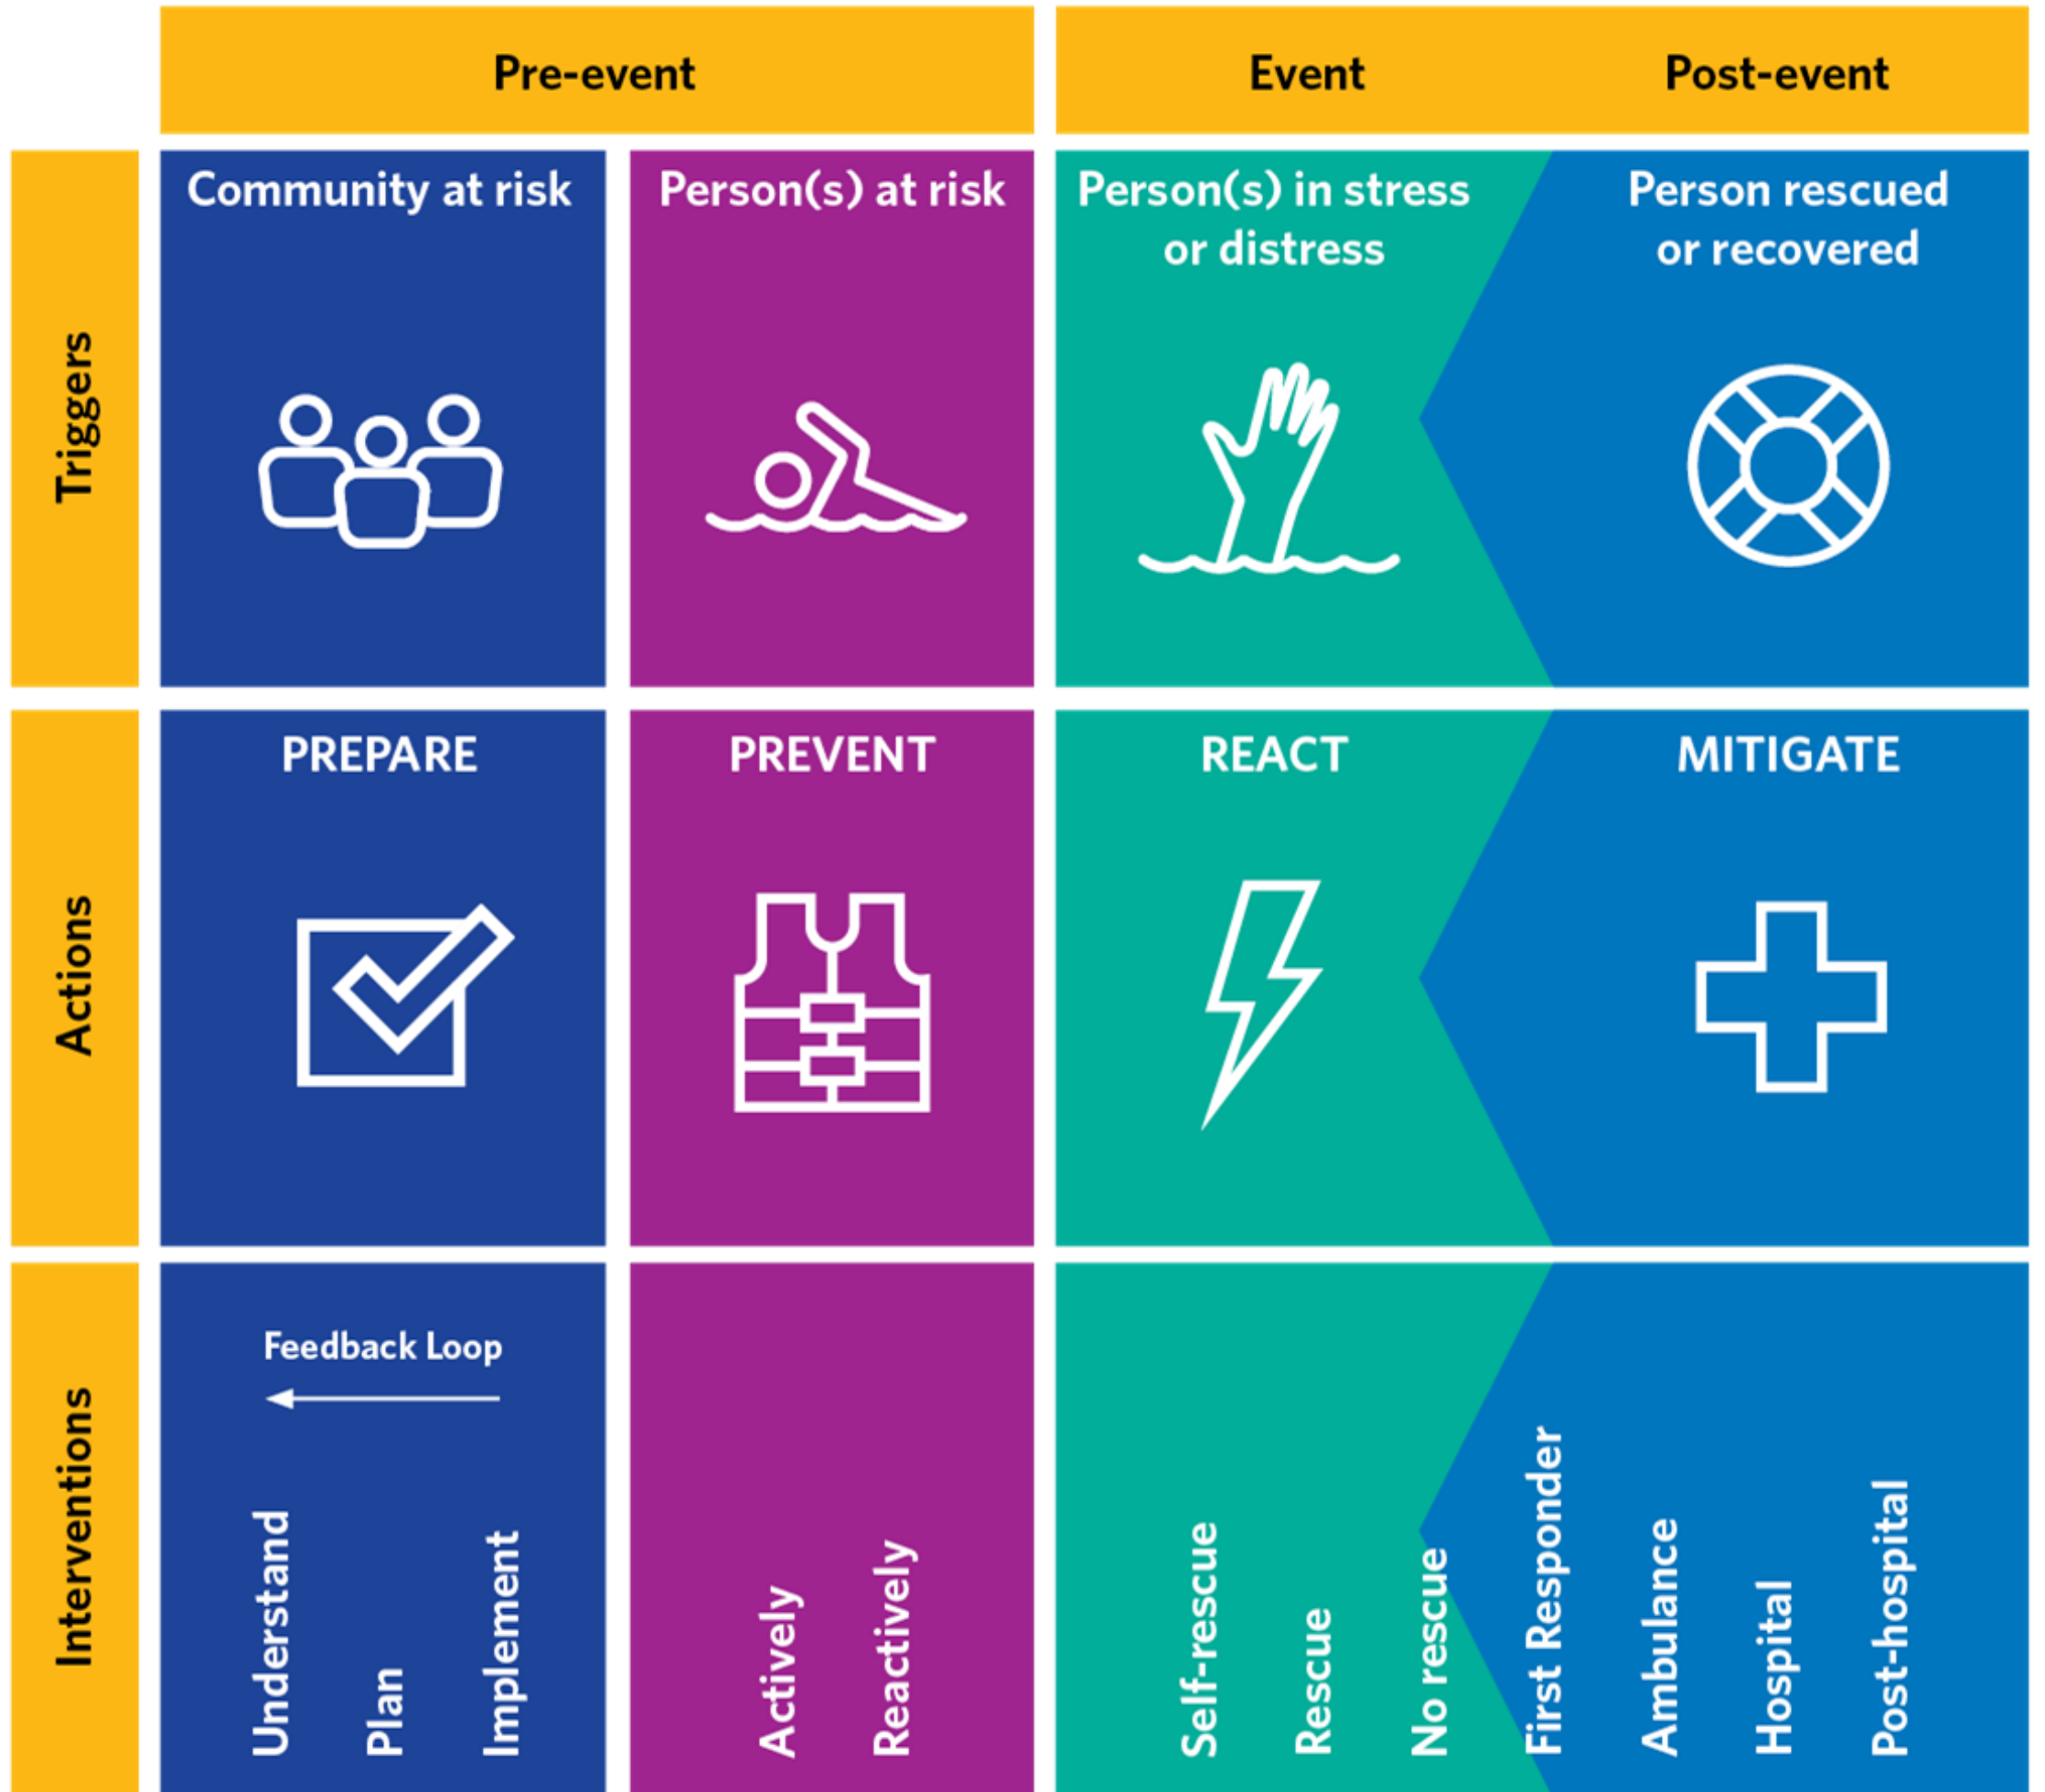 Pre-event
Event
Post-event
Triggers
Community at risk
Person(s) at risk
Person(s) in stress
or distress
Person rescued
or recovered
Actions
PREPARE
PREVENT
REACT
MITIGATE
Interventions
Feedback Loop
Understand
Plan
Implement
Actively
Reactively
Self-rescue
Rescue
No rescue
First Responder
Ambulance
Hospital
Post-hospital